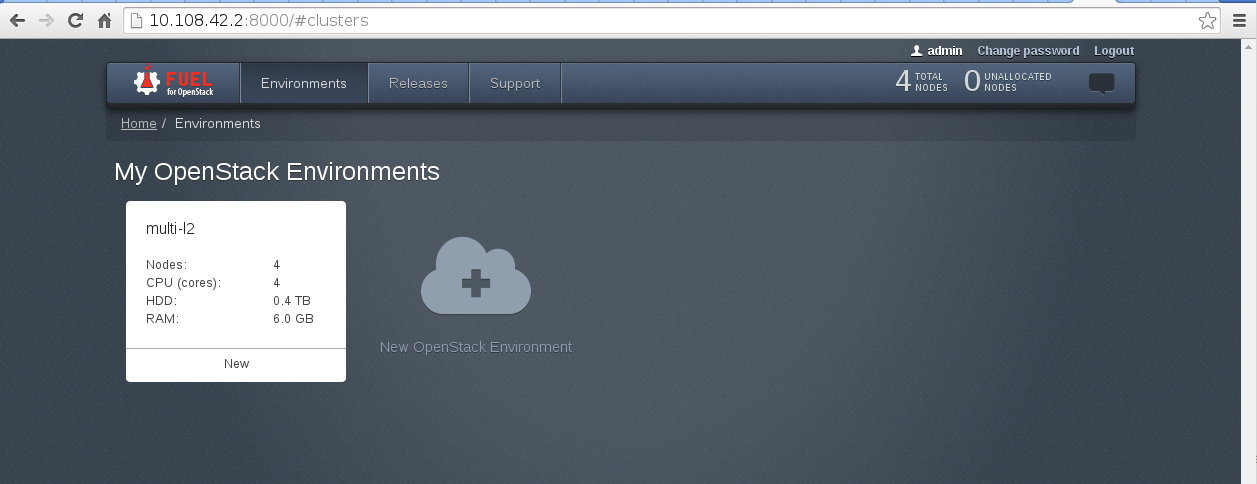 10.108.42.2:8000/#clusters
admin Change password Logout
FUEL
for OpenStack
Environments Releases Support
4 TOTAL NODES 0 UNALLOCATED NODES
Home / Environments
My OpenStack Environments
multi-l2
Nodes: 4
CPU (cores): 4
HDD: 0.4 TB
RAM: 6.0 GB
New
New OpenStack Environment